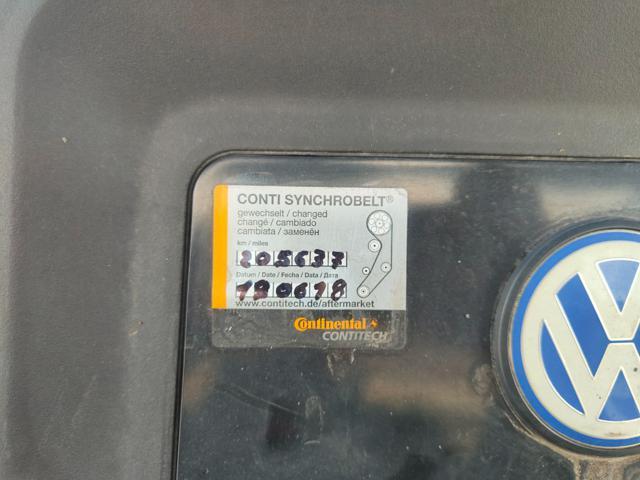 CONTI SYNCHROBELT®
gewechselt / changed
changé / cambiado
cambiata / заменён
km / miles
205637
Datum / Date / Fecha / Data / Дата
190618
www.contitech.de/aftermarket
Continental
CONTITECH